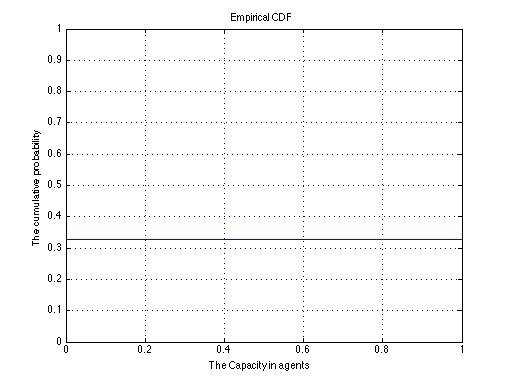 Empirical CDF
1
0.9
0.8
0.7
0.6
0.5
0.4
0.3
0.2
0.1
0
The cumulative probability
0 0.2 0.4 0.6 0.8 1
The Capacity in agents